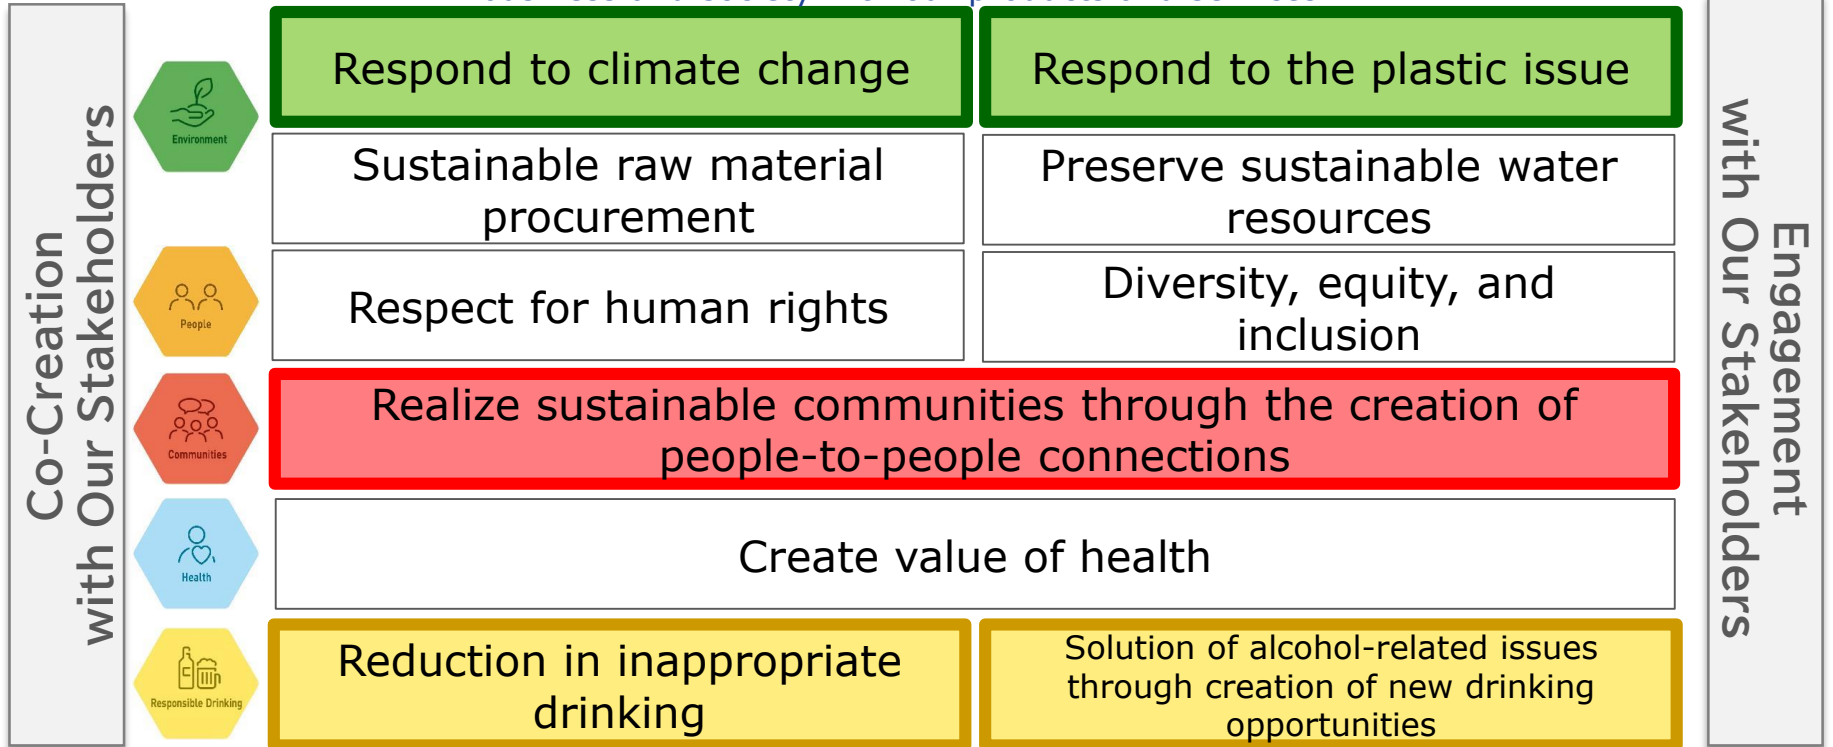 Co-Creation
with Our Stakeholders
Environment
Respond to climate change
Respond to the plastic issue
Sustainable raw material
procurement
Preserve sustainable water
resources
People
Respect for human rights
Diversity, equity, and
inclusion
Communities
Realize sustainable communities through the creation of
people-to-people connections
Health
Create value of health
Responsible Drinking
Reduction in inappropriate
drinking
Solution of alcohol-related issues
through creation of new drinking
opportunities
Engagement
with Our Stakeholders